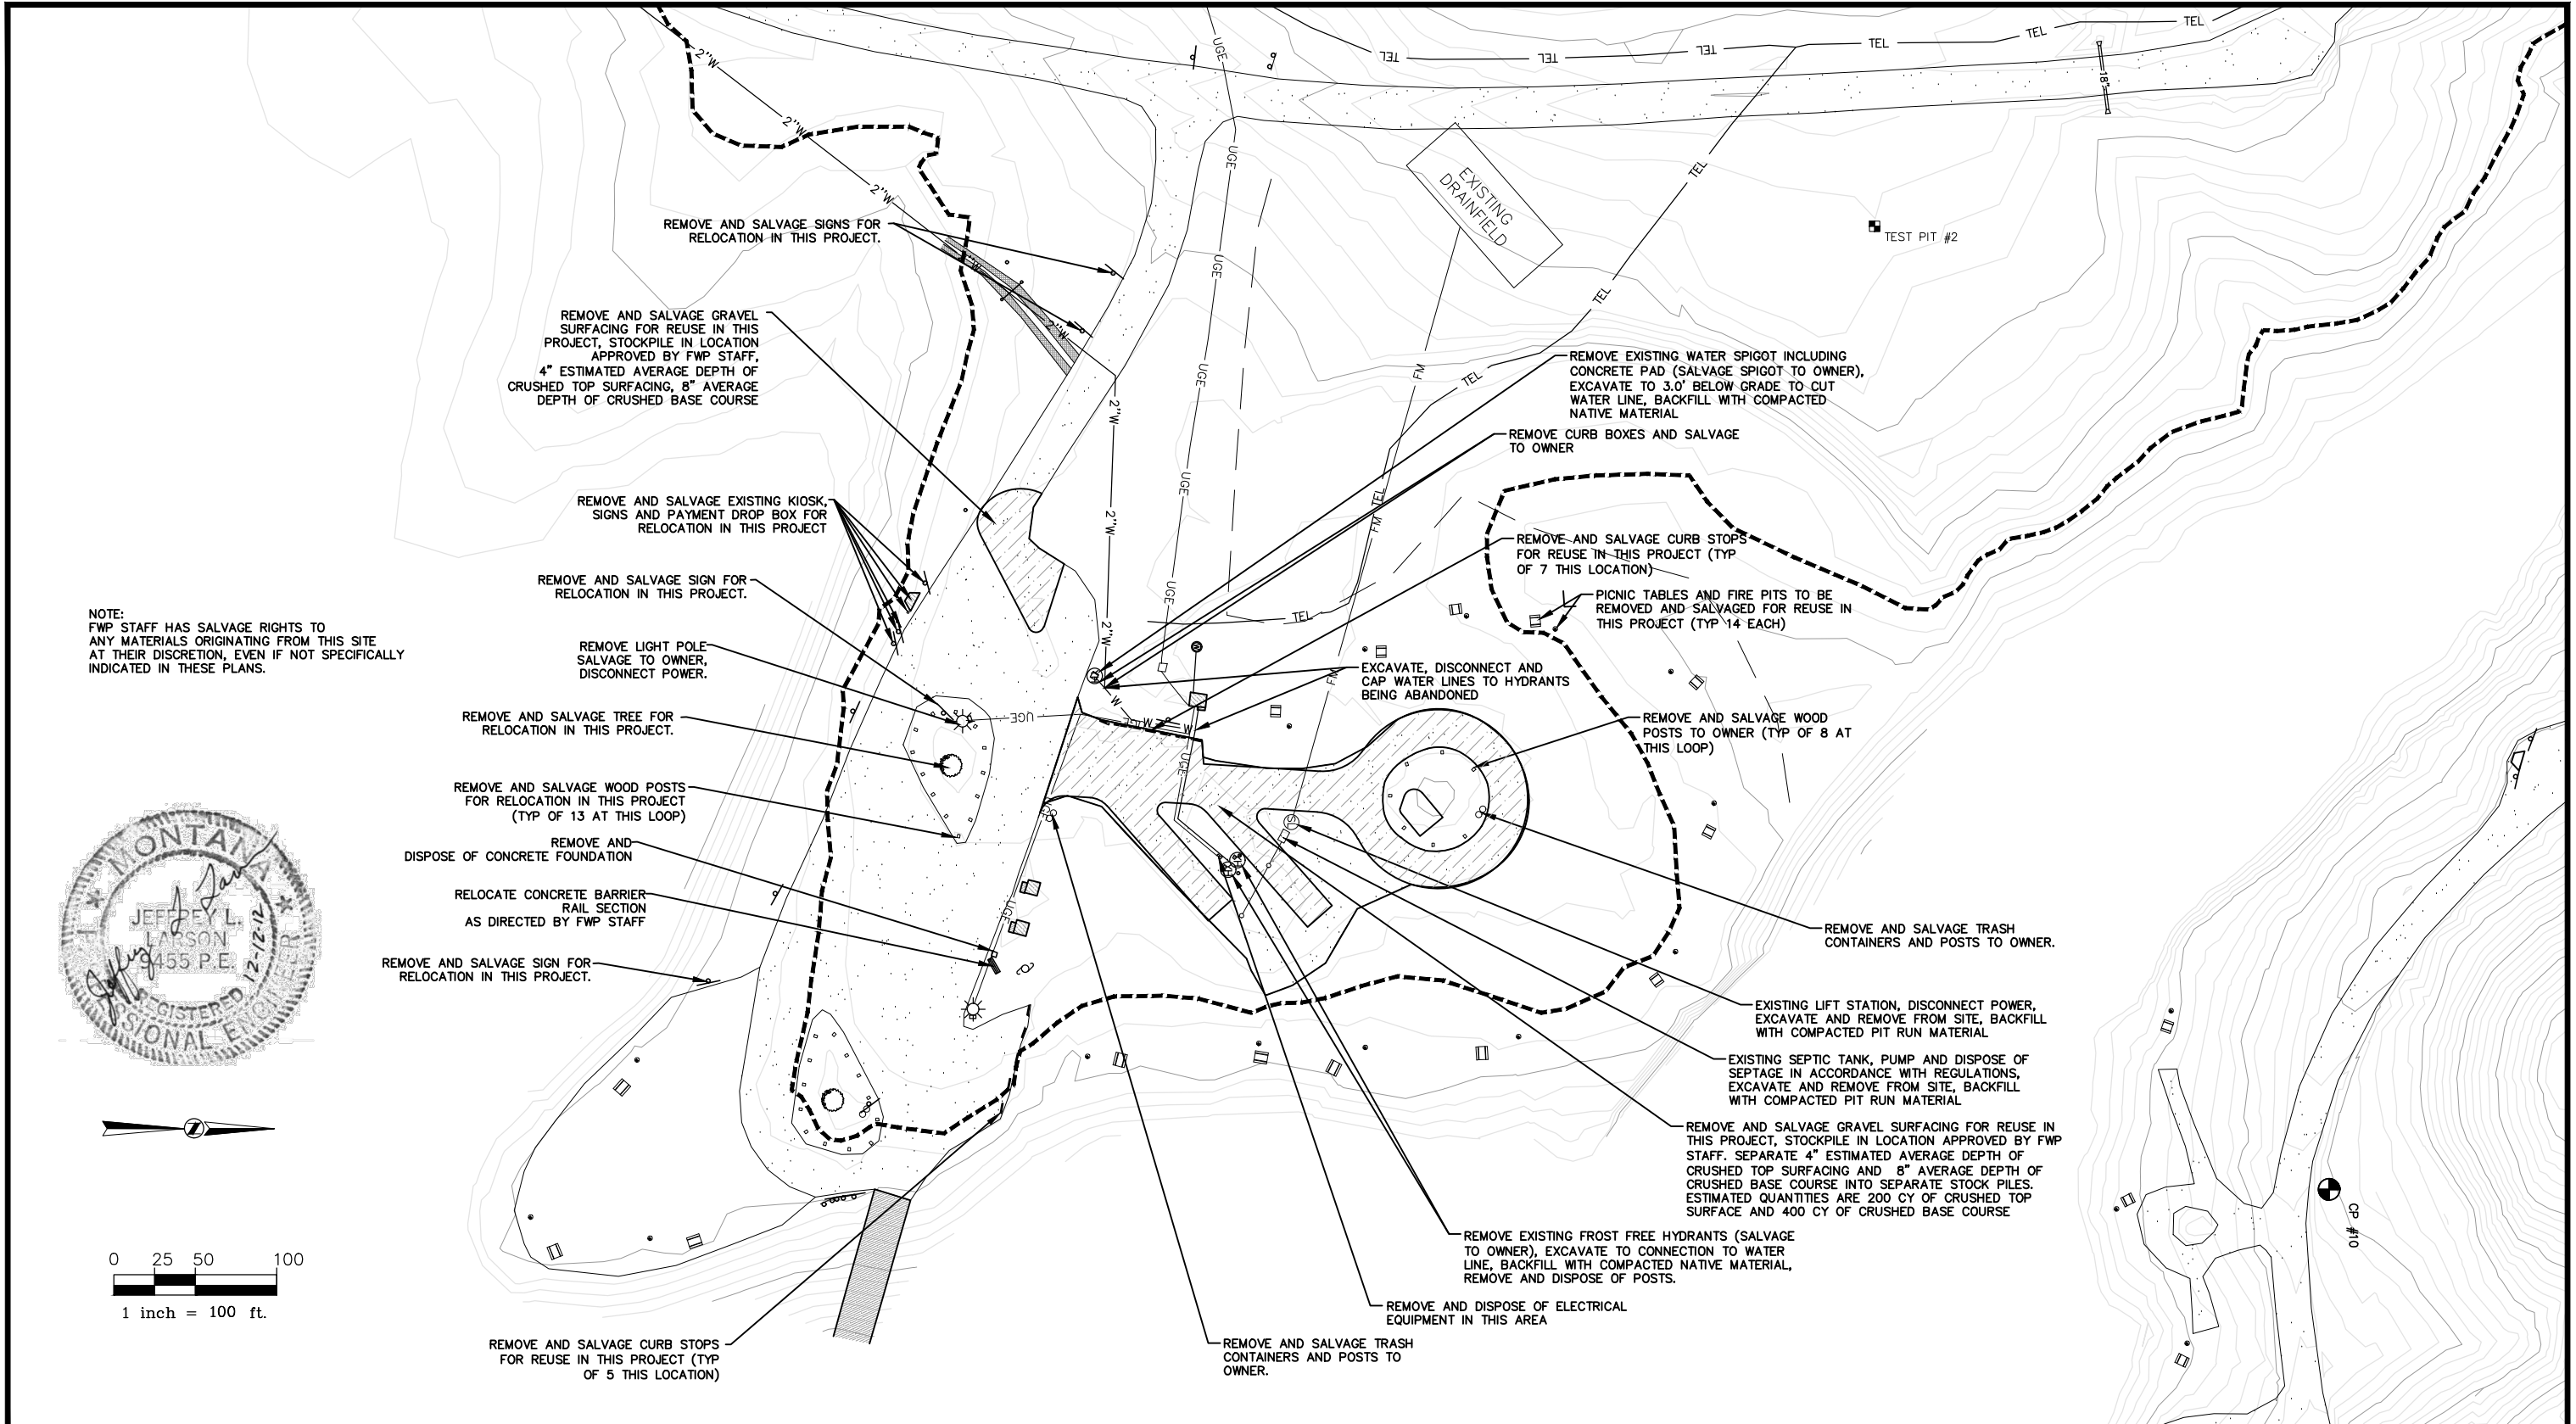 2"W
2"W
2"W
UGE
TEL
TEL
TEL
TEL
TEL
TEL
18"
UGE
TEL
EXISTING
DRAINFIELD
TEST PIT #2
REMOVE AND SALVAGE SIGNS FOR
RELOCATION IN THIS PROJECT.
2"W
UGE
TEL
REMOVE AND SALVAGE GRAVEL
SURFACING FOR REUSE IN THIS
PROJECT, STOCKPILE IN LOCATION
APPROVED BY FWP STAFF,
4" ESTIMATED AVERAGE DEPTH OF
CRUSHED TOP SURFACING, 8" AVERAGE
DEPTH OF CRUSHED BASE COURSE
2"W
2"W
UGE
FM
TEL
REMOVE EXISTING WATER SPIGOT INCLUDING
CONCRETE PAD (SALVAGE SPIGOT TO OWNER),
EXCAVATE TO 3.0' BELOW GRADE TO CUT
WATER LINE, BACKFILL WITH COMPACTED
NATIVE MATERIAL
REMOVE CURB BOXES AND SALVAGE
TO OWNER
UGE
TEL
FM
2"W
REMOVE AND SALVAGE EXISTING KIOSK,
SIGNS AND PAYMENT DROP BOX FOR
RELOCATION IN THIS PROJECT
REMOVE AND SALVAGE CURB STOPS
FOR REUSE IN THIS PROJECT (TYP
OF 7 THIS LOCATION)
PICNIC TABLES AND FIRE PITS TO BE
REMOVED AND SALVAGED FOR REUSE IN
THIS PROJECT (TYP 14 EACH)
REMOVE AND SALVAGE SIGN FOR
RELOCATION IN THIS PROJECT.
UGE
TEL
2"W
NOTE:
FWP STAFF HAS SALVAGE RIGHTS TO
ANY MATERIALS ORIGINATING FROM THIS SITE
AT THEIR DISCRETION, EVEN IF NOT SPECIFICALLY
INDICATED IN THESE PLANS.
REMOVE LIGHT POLE
SALVAGE TO OWNER,
DISCONNECT POWER.
W
EXCAVATE, DISCONNECT AND
CAP WATER LINES TO HYDRANTS
BEING ABANDONED
FM
W
UGE
UGE
W
W
REMOVE AND SALVAGE TREE FOR
RELOCATION IN THIS PROJECT.
REMOVE AND SALVAGE WOOD
POSTS TO OWNER (TYP OF 8 AT
THIS LOOP)
UGE
REMOVE AND SALVAGE WOOD POSTS
FOR RELOCATION IN THIS PROJECT
(TYP OF 13 AT THIS LOOP)
REMOVE AND
DISPOSE OF CONCRETE FOUNDATION
RELOCATE CONCRETE BARRIER
RAIL SECTION
AS DIRECTED BY FWP STAFF
UGE
REMOVE AND SALVAGE SIGN FOR
RELOCATION IN THIS PROJECT.
MONTANA
JEFFREY L.
LARSON
9455 P.E.
REGISTERED
12-12-12
REMOVE AND SALVAGE TRASH
CONTAINERS AND POSTS TO OWNER.
EXISTING LIFT STATION, DISCONNECT POWER,
EXCAVATE AND REMOVE FROM SITE, BACKFILL
WITH COMPACTED PIT RUN MATERIAL
EXISTING SEPTIC TANK, PUMP AND DISPOSE OF
SEPTAGE IN ACCORDANCE WITH REGULATIONS,
EXCAVATE AND REMOVE FROM SITE, BACKFILL
WITH COMPACTED PIT RUN MATERIAL
REMOVE AND SALVAGE GRAVEL SURFACING FOR REUSE IN
THIS PROJECT, STOCKPILE IN LOCATION APPROVED BY FWP
STAFF. SEPARATE 4" ESTIMATED AVERAGE DEPTH OF
CRUSHED TOP SURFACING AND 8" AVERAGE DEPTH OF
CRUSHED BASE COURSE INTO SEPARATE STOCK PILES.
ESTIMATED QUANTITIES ARE 200 CY OF CRUSHED TOP
SURFACE AND 400 CY OF CRUSHED BASE COURSE
CP #10
REMOVE EXISTING FROST FREE HYDRANTS (SALVAGE
TO OWNER), EXCAVATE TO CONNECTION TO WATER
LINE, BACKFILL WITH COMPACTED NATIVE MATERIAL,
REMOVE AND DISPOSE OF POSTS.
0 25 50 100
1 inch = 100 ft.
REMOVE AND DISPOSE OF ELECTRICAL
EQUIPMENT IN THIS AREA
REMOVE AND SALVAGE CURB STOPS
FOR REUSE IN THIS PROJECT (TYP
OF 5 THIS LOCATION)
REMOVE AND SALVAGE TRASH
CONTAINERS AND POSTS TO
OWNER.